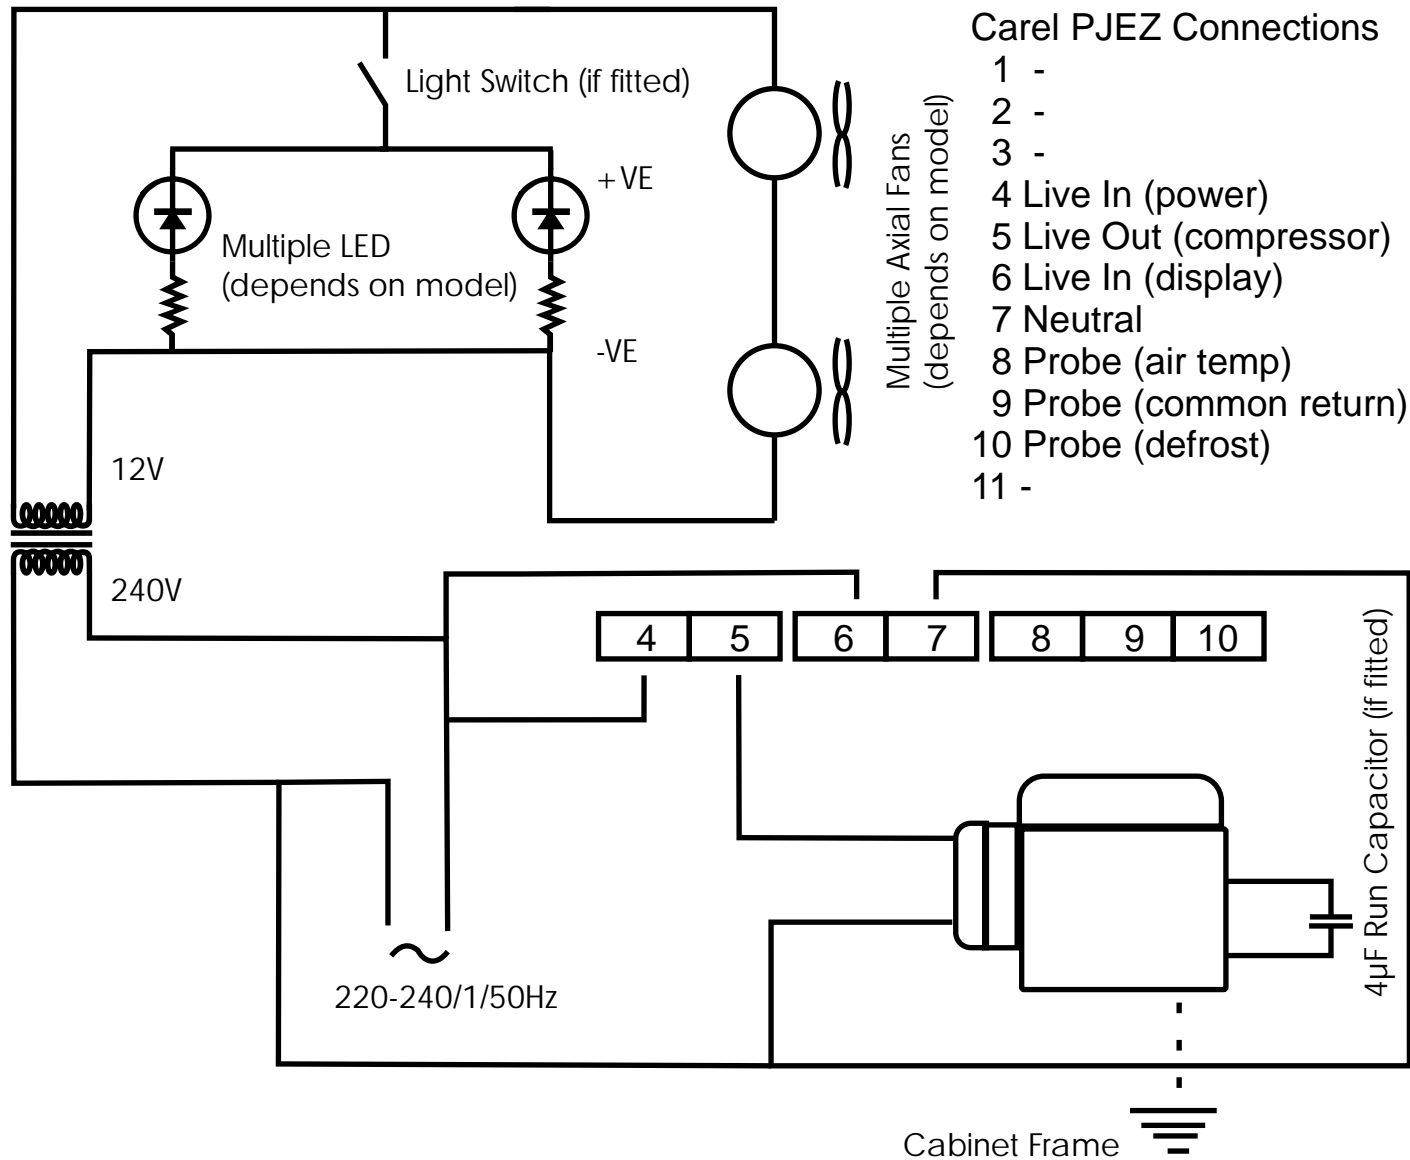 Carel PJEZ Connections
1 -
2 -
3 -
4 Live In (power)
5 Live Out (compressor)
6 Live In (display)
7 Neutral
8 Probe (air temp)
9 Probe (common return)
10 Probe (defrost)
11 -
Light Switch (if fitted)
+VE
Multiple LED
(depends on model)
-VE
Multiple Axial Fans
(depends on model)
12V
240V
4 5 6 7 8 9 10
4µF Run Capacitor (if fitted)
220-240/1/50Hz
Cabinet Frame